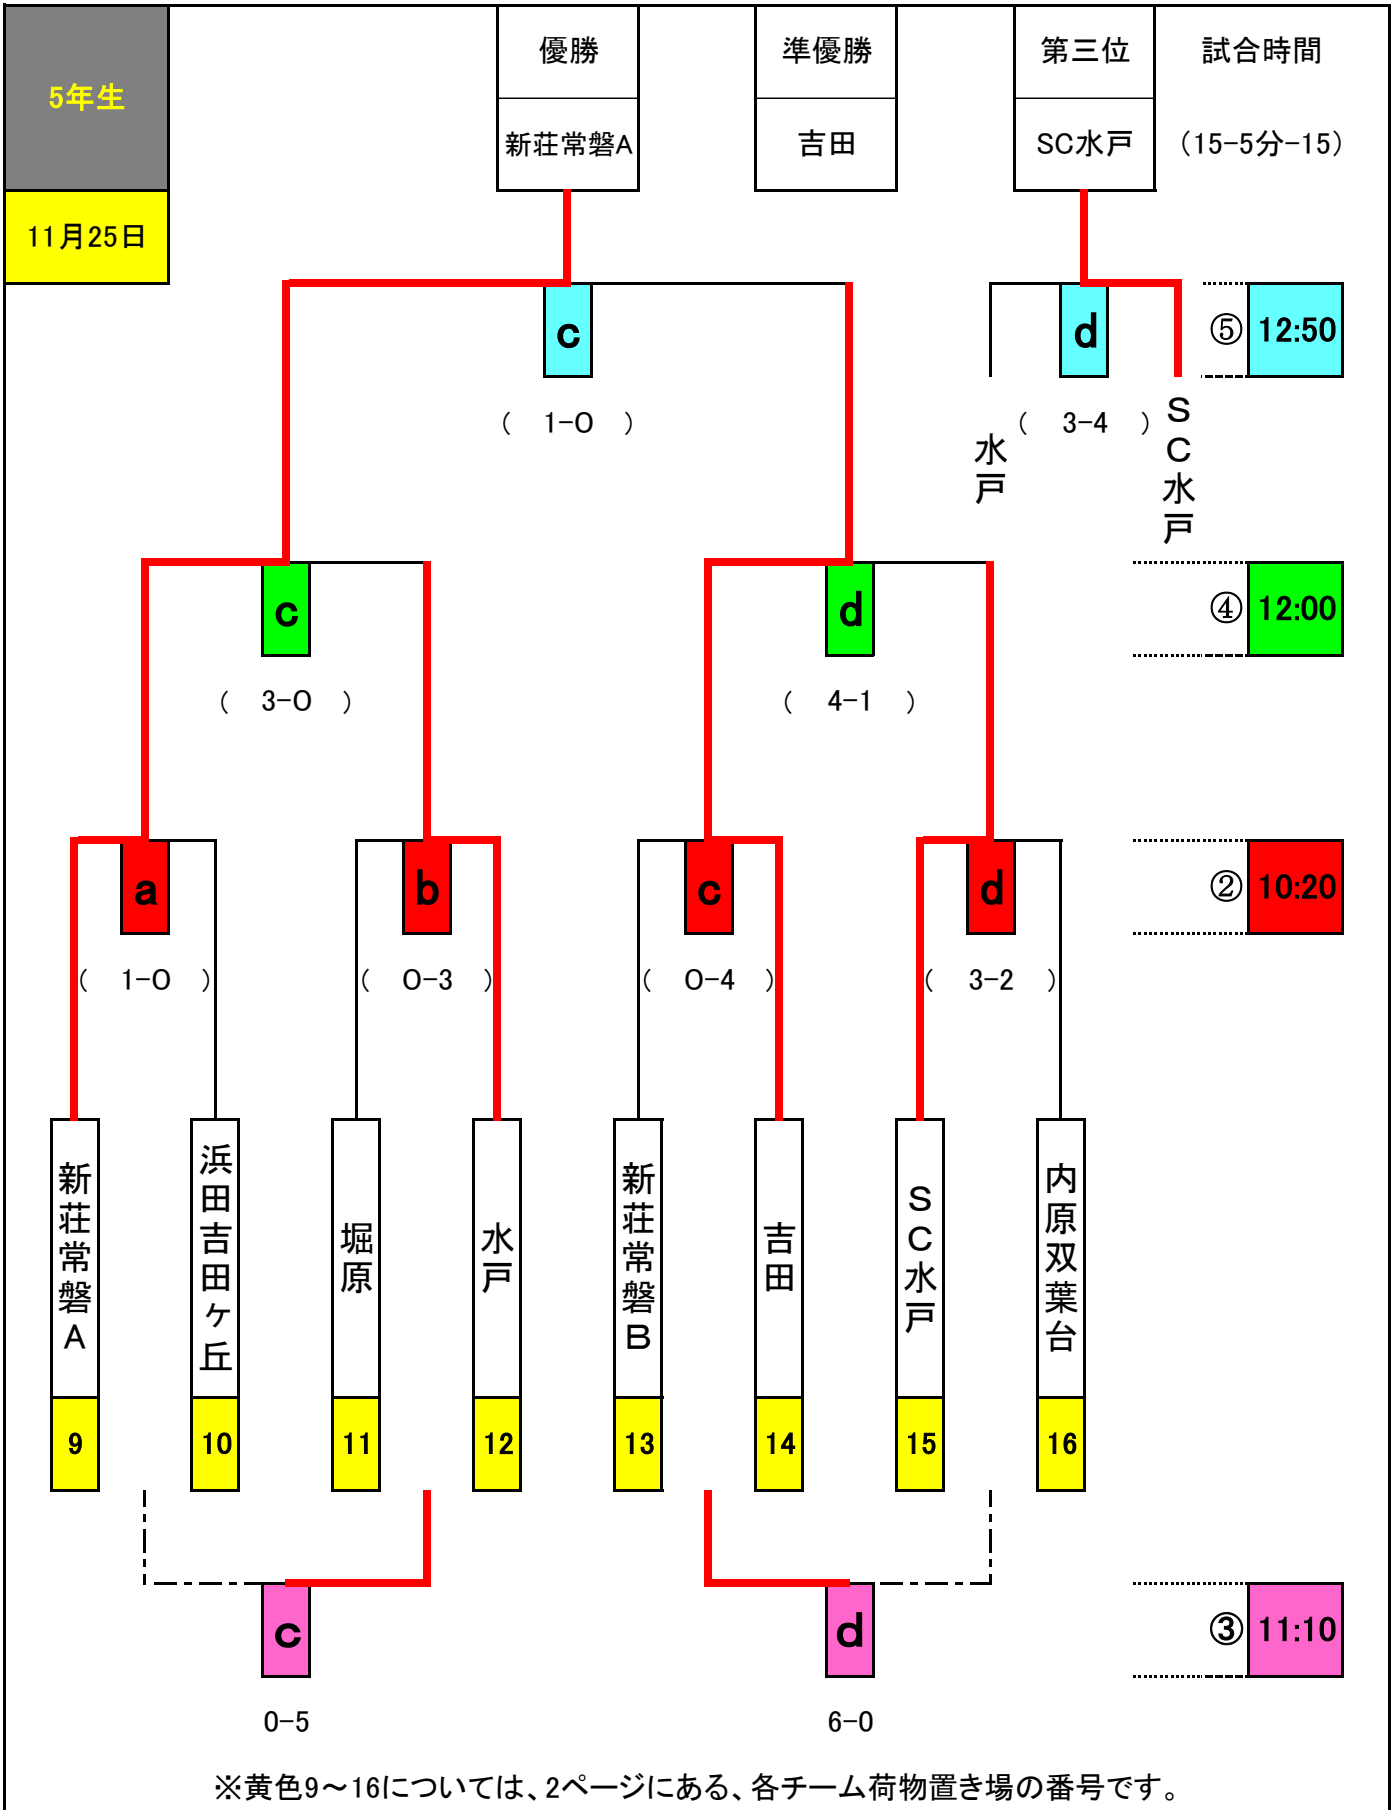 5年生
優勝
準優勝
第三位
試合時間
新荘常磐A
吉田
SC水戸
(15-5分-15)
11月25日
c
d
⑤
12:50
( 1-0 )
( 3-4 )
水戸
SC水戸
c
d
④
12:00
( 3-0 )
( 4-1 )
a
b
c
d
②
10:20
( 1-0 )
( 0-3 )
( 0-4 )
( 3-2 )
新荘常磐A
浜田吉田ヶ丘
堀原
水戸
新荘常磐B
吉田
SC水戸
内原双葉台
9
10
11
12
13
14
15
16
c
d
③
11:10
0-5
6-0
※黄色9～16については、2ページにある、各チーム荷物置き場の番号です。